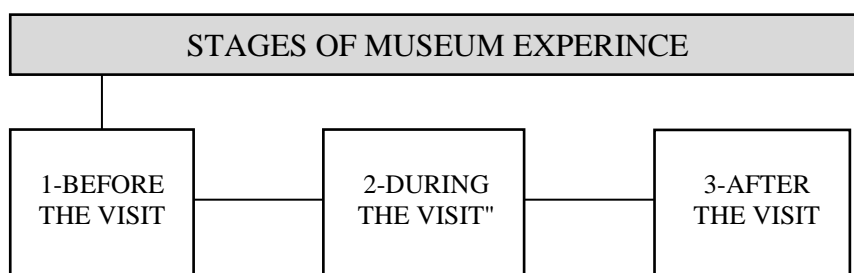 STAGES OF MUSEUM EXPERINCE
1-BEFORE
THE VISIT
2-DURING
THE VISIT"
3-AFTER
THE VISIT